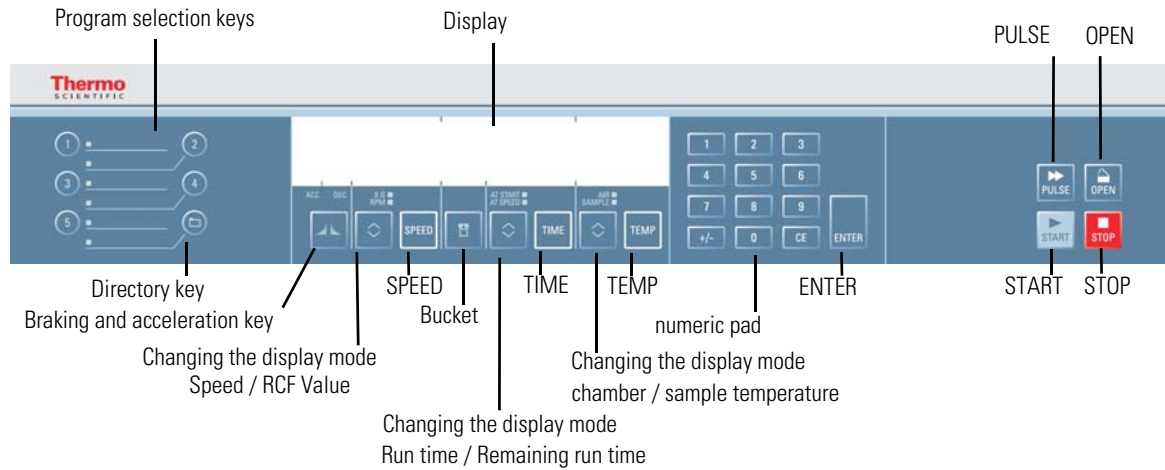 Program selection keys
Display
PULSE
OPEN
Thermo
SCIENTIFIC
1
2
3
4
5
ACC DEC
X G
RPM
AT START
AT SPEED
AIR
SAMPLE
SPEED
TIME
TEMP
1 2 3
4 5 6
7 8 9
+/- 0 CE
ENTER
PULSE
OPEN
START
STOP
Directory key
Braking and acceleration key
Changing the display mode
Speed / RCF Value
SPEED
Bucket
TIME
TEMP
Changing the display mode
Run time / Remaining run time
numeric pad
Changing the display mode
chamber / sample temperature
ENTER
START
STOP